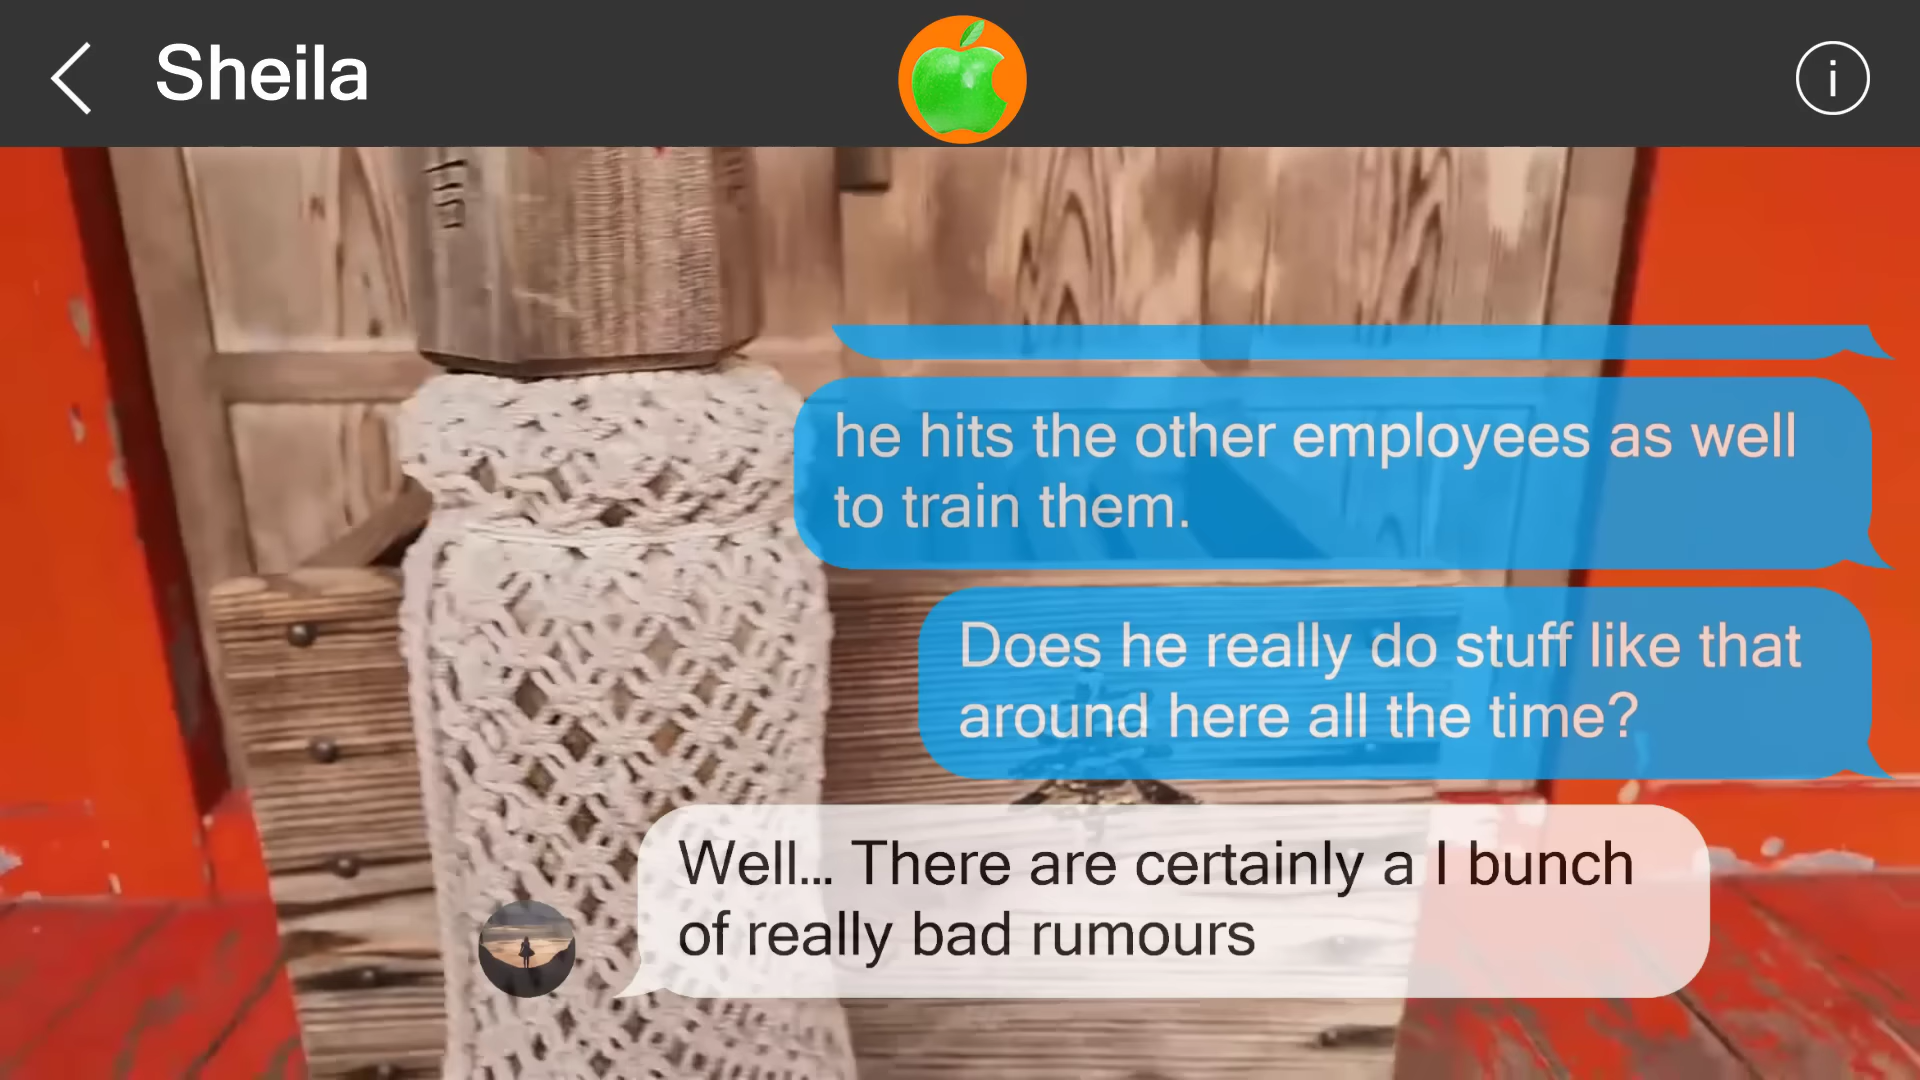 Sheila
he hits the other employees as well
to train them.
Does he really do stuff like that
around here all the time?
Well... There are certainly a I bunch
of really bad rumours